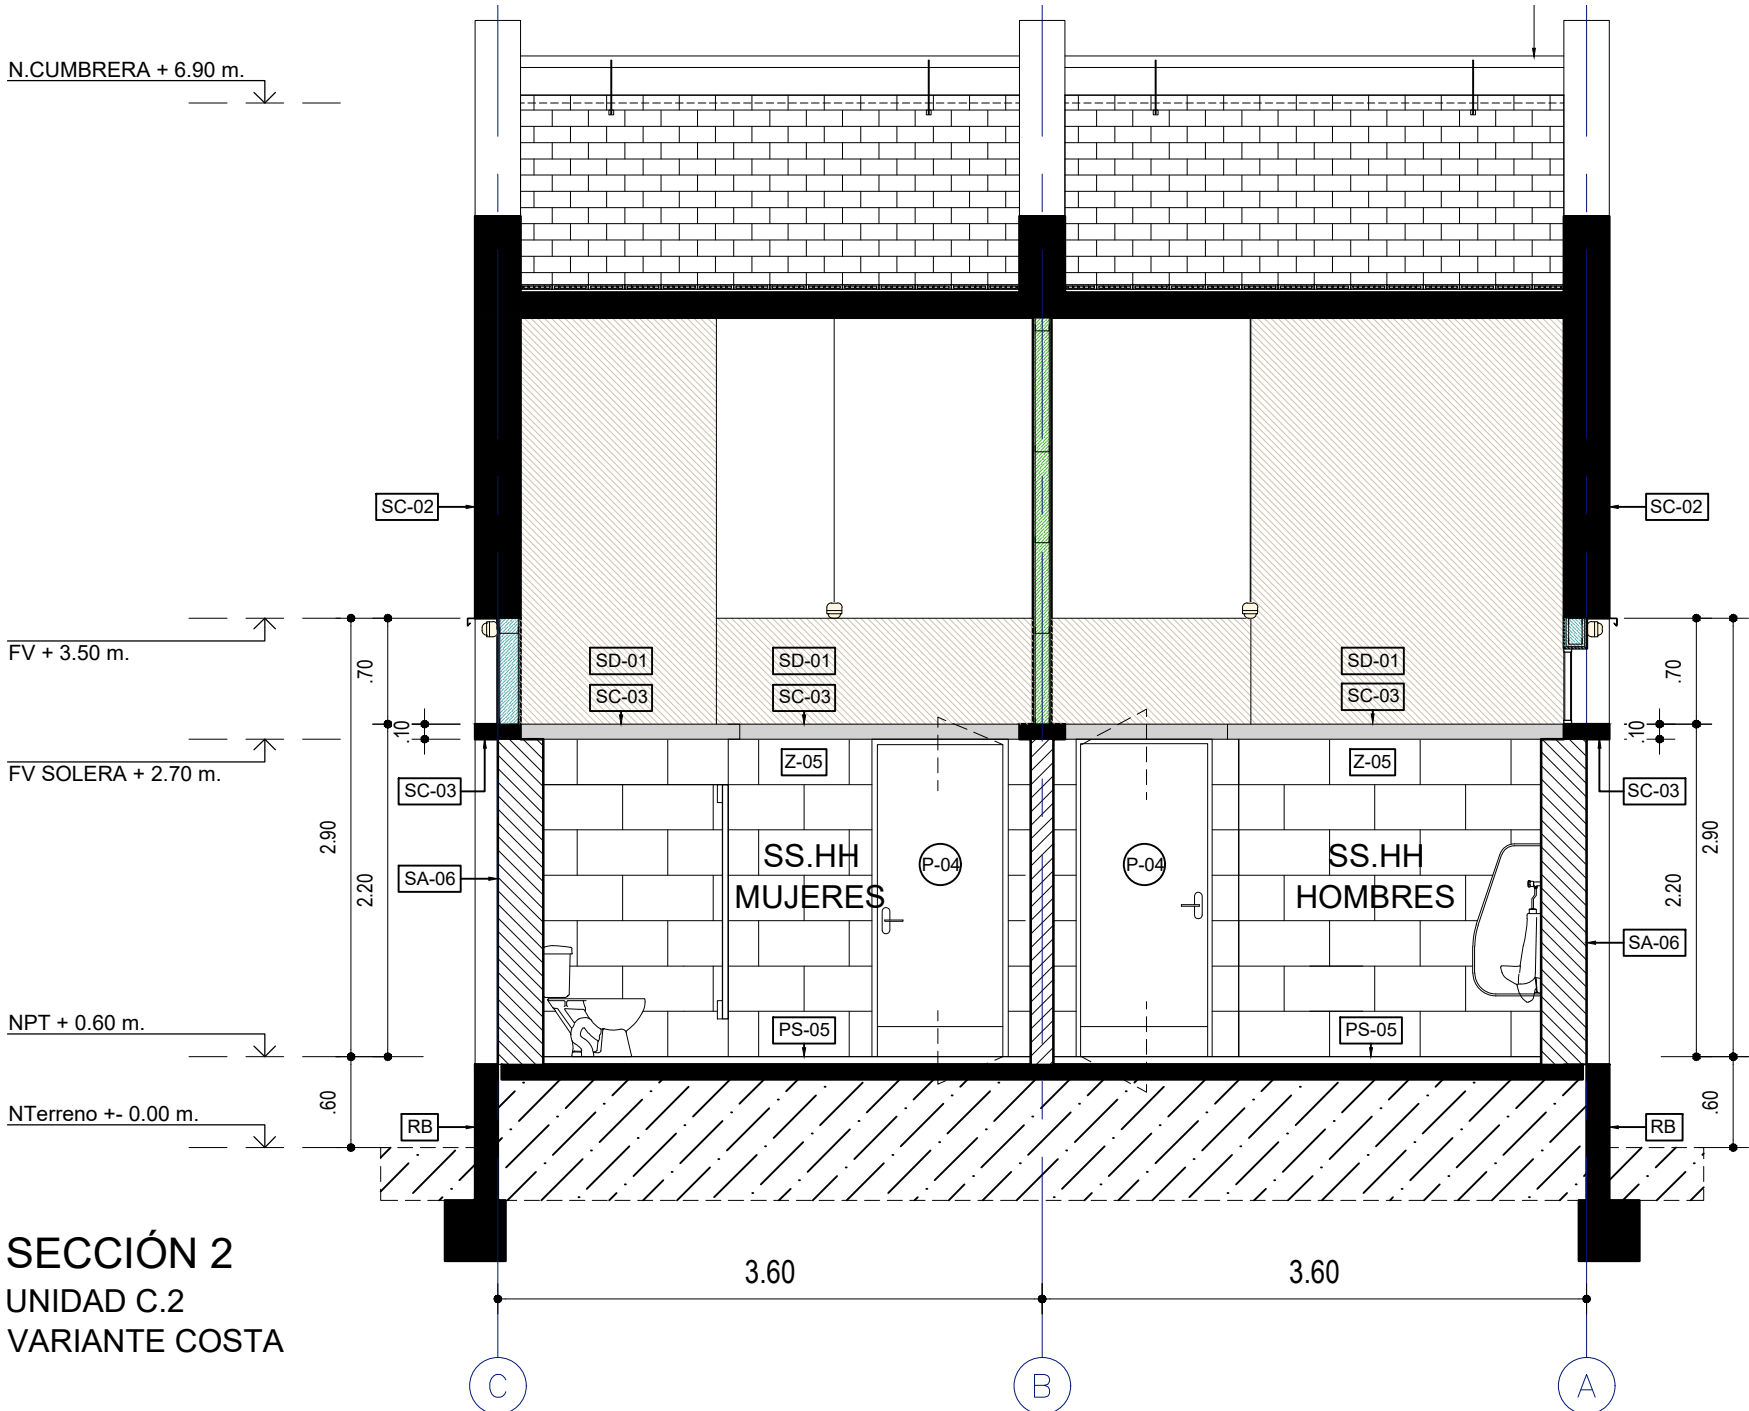 N.CUMBRERA + 6.90 m.
SC-02
SC-02
FV + 3.50 m.
.70
SD-01
SC-03
SD-01
SC-03
SD-01
SC-03
.70
.10
.10
FV SOLERA + 2.70 m.
SC-03
Z-05
Z-05
SC-03
2.90
2.20
SA-06
SS.HH
MUJERES
P-04
P-04
SS.HH
HOMBRES
2.20
2.90
SA-06
NPT + 0.60 m.
PS-05
PS-05
.60
.60
NTerreno +- 0.00 m.
RB
RB
SECCIÓN 2
UNIDAD C.2
VARIANTE COSTA
3.60
3.60
C
B
A